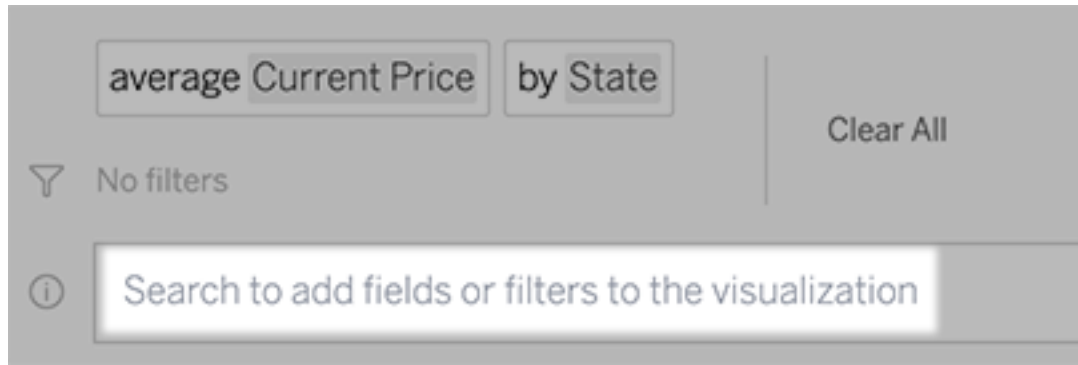 average Current Price by State
Clear All
No filters
Search to add fields or filters to the visualization